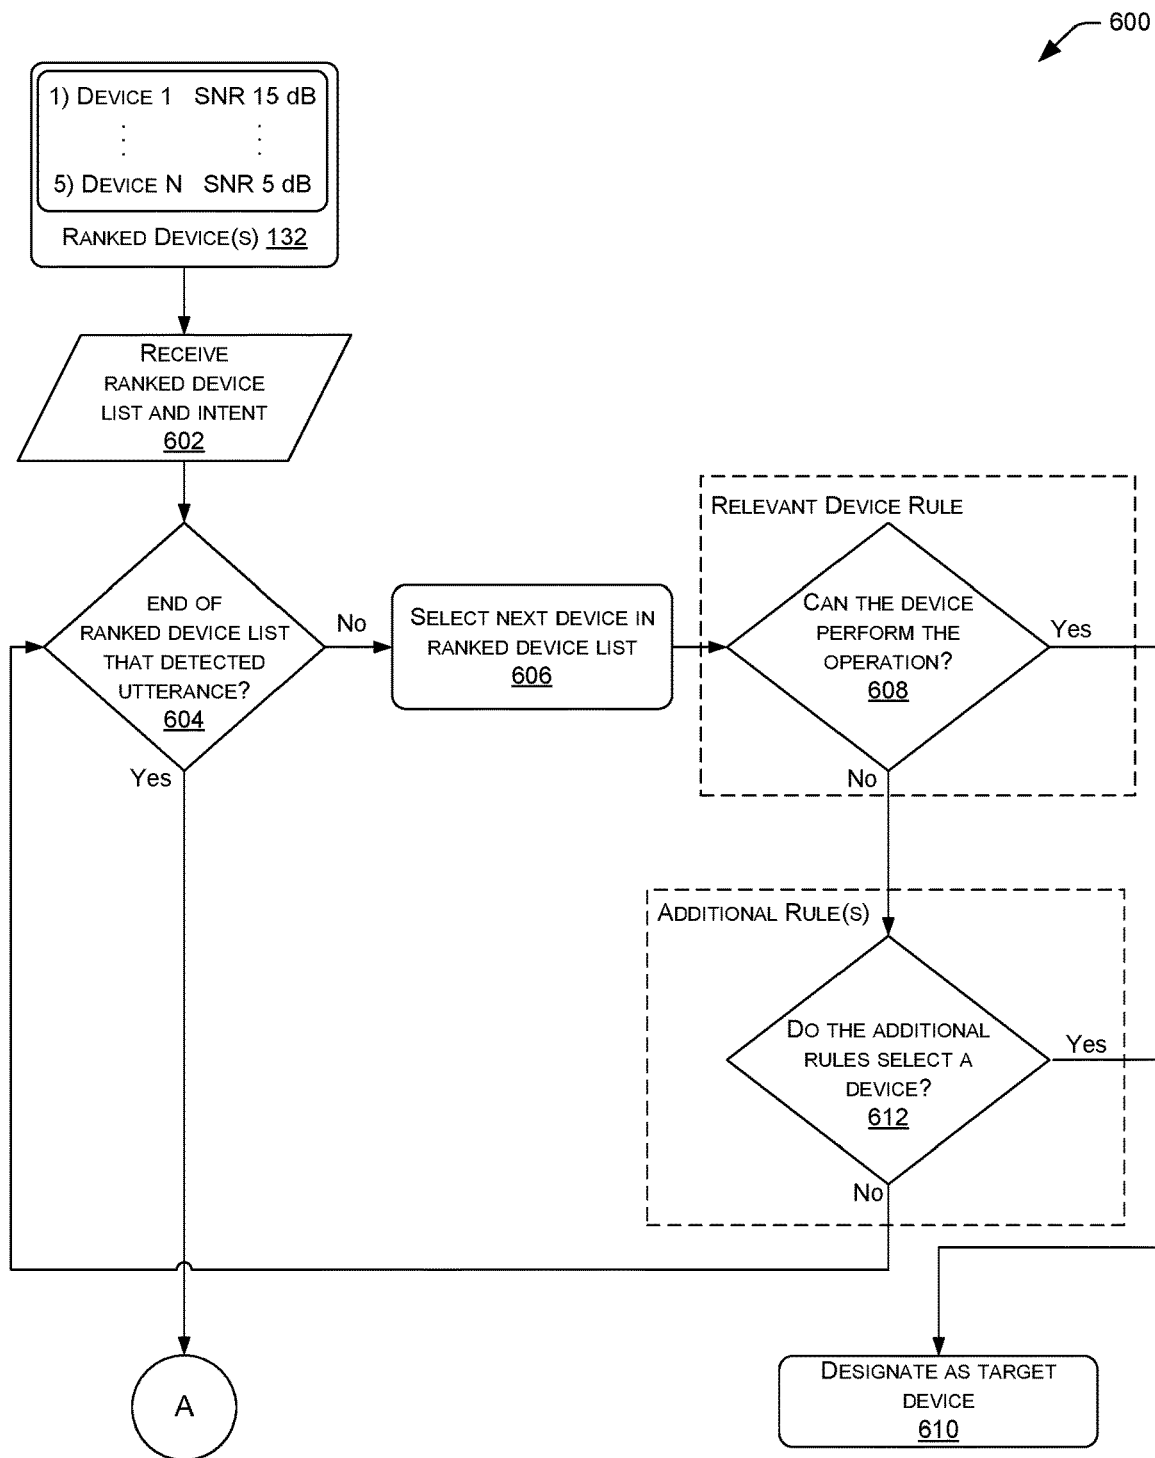 600
1) DEVICE 1 SNR 15 dB
5) DEVICE N SNR 5 dB
RANKED DEVICE(S) 132
RECEIVE
RANKED DEVICE
LIST AND INTENT
602
END OF
RANKED DEVICE LIST
THAT DETECTED
UTTERANCE?
604
No
Yes
SELECT NEXT DEVICE IN
RANKED DEVICE LIST
606
RELEVANT DEVICE RULE
CAN THE DEVICE
PERFORM THE
OPERATION?
608
Yes
No
ADDITIONAL RULE(S)
DO THE ADDITIONAL
RULES SELECT A
DEVICE?
612
Yes
No
A
DESIGNATE AS TARGET
DEVICE
610